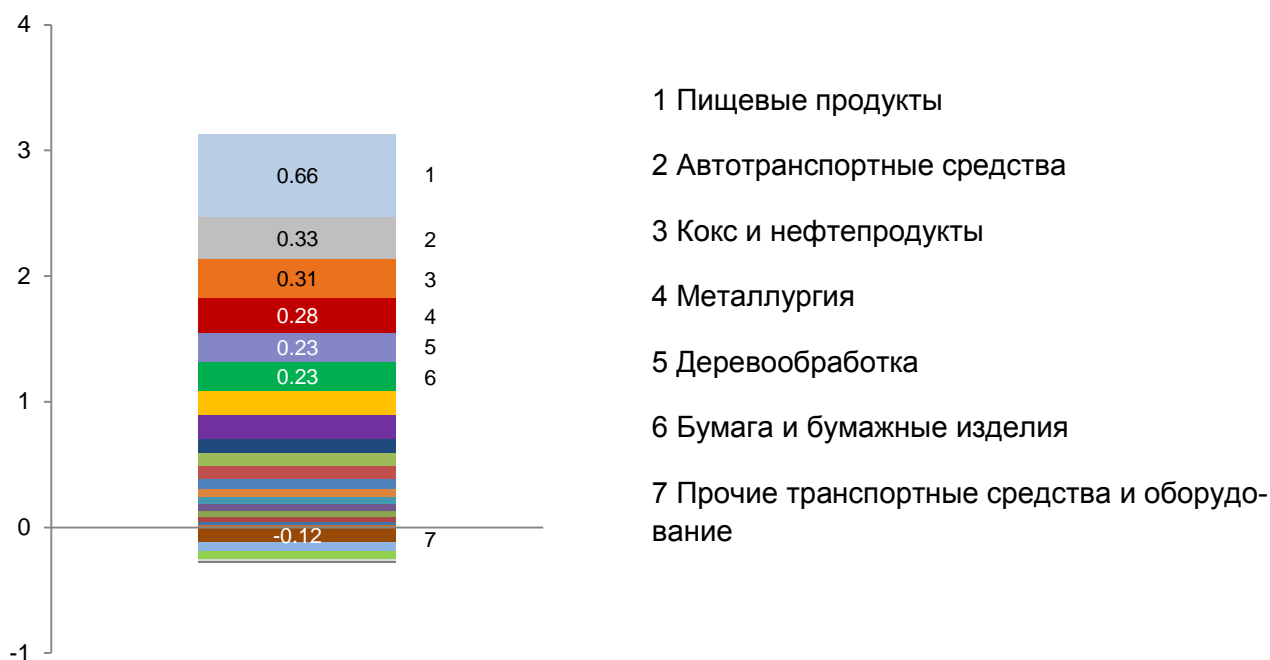 4
3
2
1
0
-1
0.66
0.33
0.31
0.28
0.23
0.23
-0.12
1
2
3
4
5
6
7
1 Пищевые продукты
2 Автотранспортные средства
3 Кокс и нефтепродукты
4 Металлургия
5 Деревообработка
6 Бумага и бумажные изделия
7 Прочие транспортные средства и оборудо-
вание